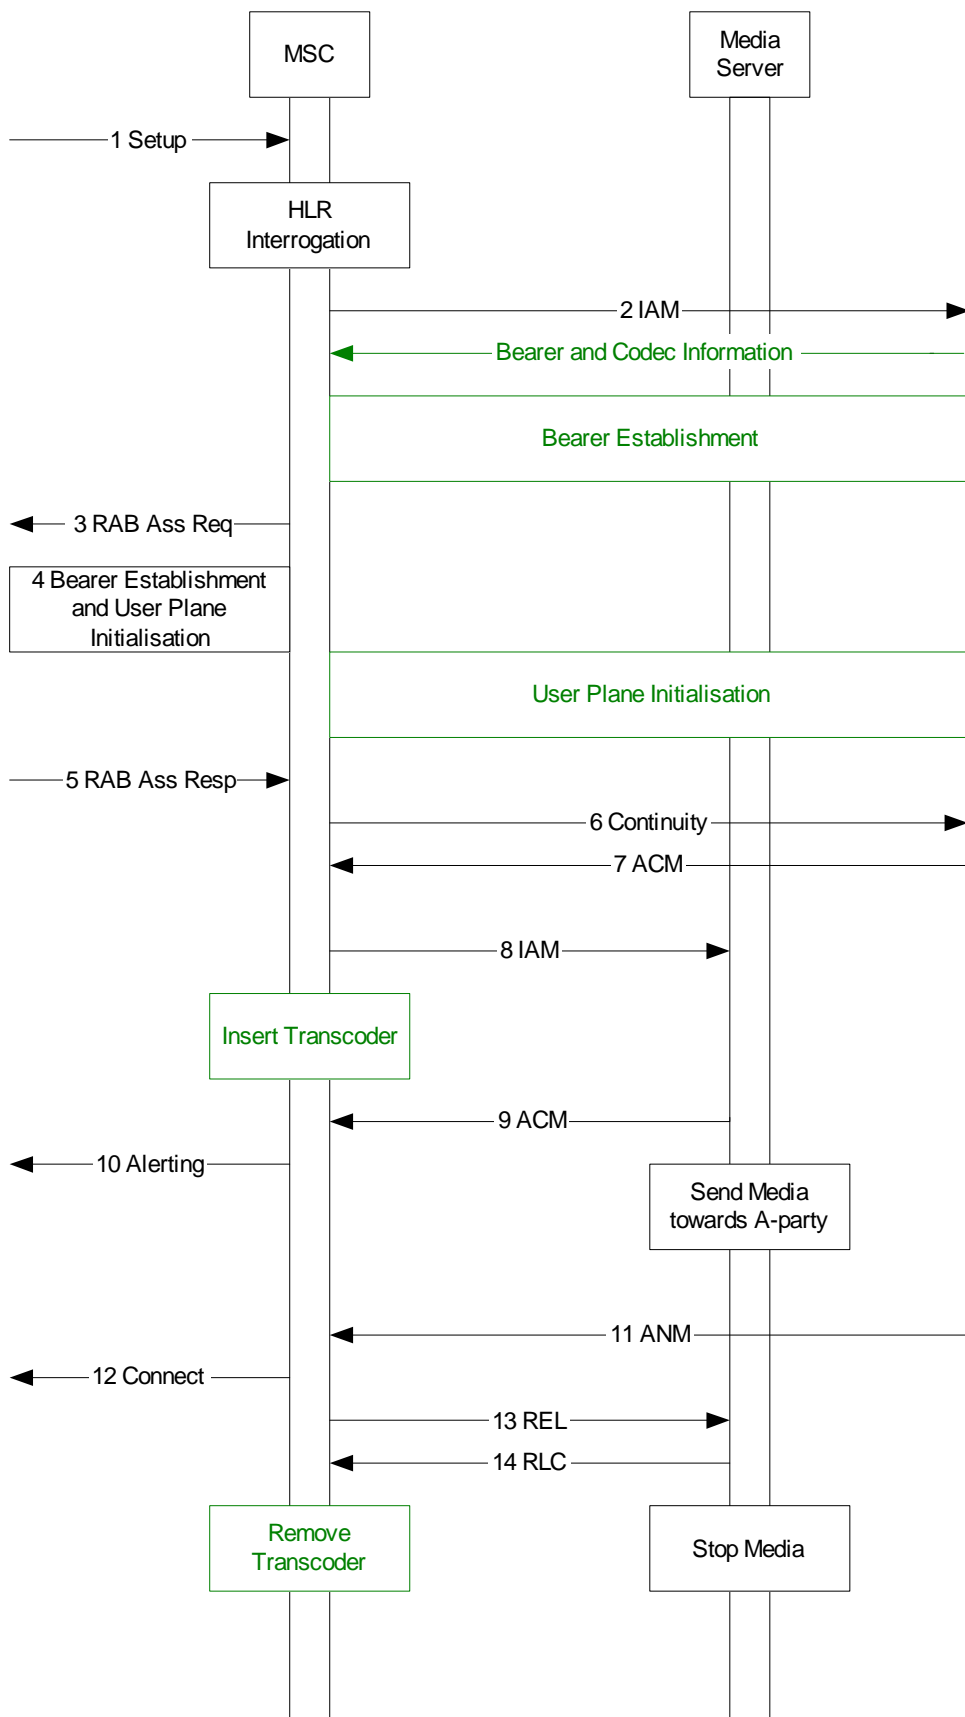 MSC
Media
Server
1 Setup
HLR
Interrogation
2 IAM
Bearer and Codec Information
Bearer Establishment
3 RAB Ass Req
4 Bearer Establishment
and User Plane
Initialisation
User Plane Initialisation
5 RAB Ass Resp
6 Continuity
7 ACM
8 IAM
Insert Transcoder
9 ACM
10 Alerting
Send Media
towards A-party
11 ANM
12 Connect
13 REL
14 RLC
Remove
Transcoder
Stop Media